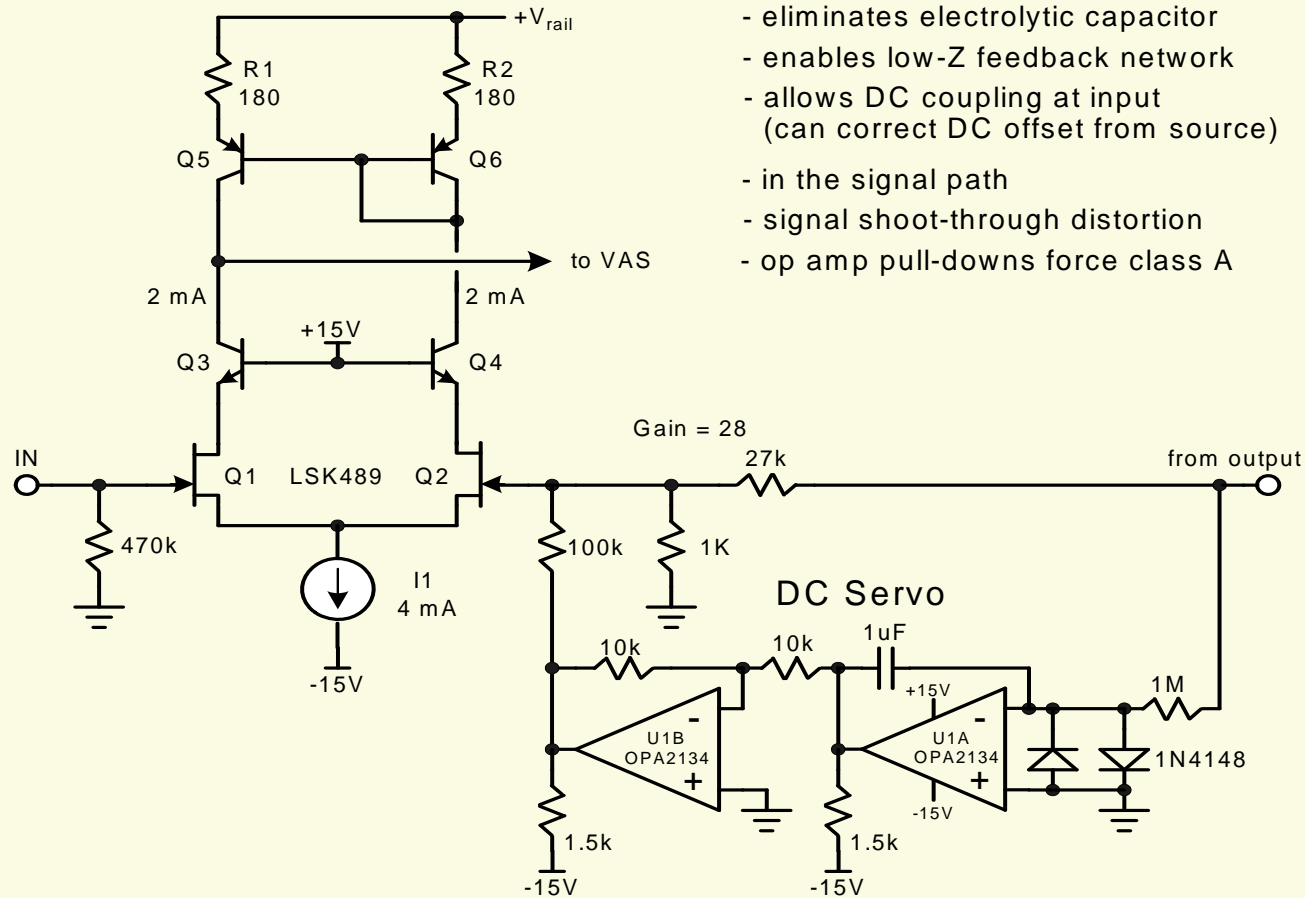 +Vrail
- eliminates electrolytic capacitor
- enables low-Z feedback network
- allows DC coupling at input
(can correct DC offset from source)
- in the signal path
- signal shoot-through distortion
- op amp pull-downs force class A
R1
180
R2
180
Q5
Q6
to VAS
2 mA
2 mA
+15V
Q3
Q4
Gain = 28
IN
27k
from output
Q1
LSK489
Q2
470k
100k
1K
I1
4 mA
-15V
DC Servo
10k
10k
1uF
1M
+15V
-
U1B
OPA2134
+
-
U1A
OPA2134
+
-15V
1N4148
1.5k
-15V
1.5k
-15V